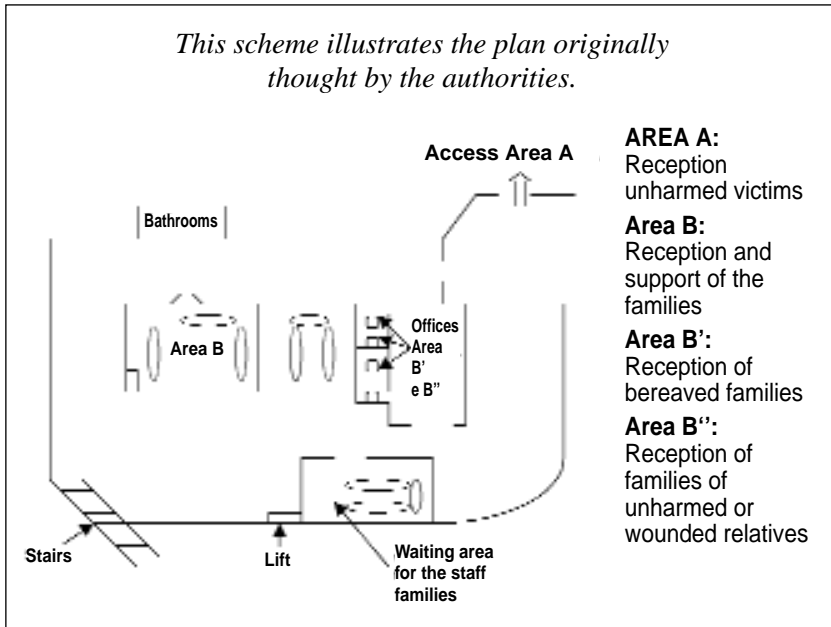 This scheme illustrates the plan originally
thought by the authorities.
Access Area A
Bathrooms
Area B
Offices
Area
B'
e B”
Stairs
Lift
Waiting area
for the staff
families
AREA A:
Reception
unharmed victims
Area B:
Reception and
support of the
families
Area B’:
Reception of
bereaved families
Area B‘’:
Reception of
families of
unharmed or
wounded relatives